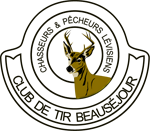 CHASSEURS & PÊCHEURS LÉVISIENS
CLUB DE TIR BEAUSÉJOUR